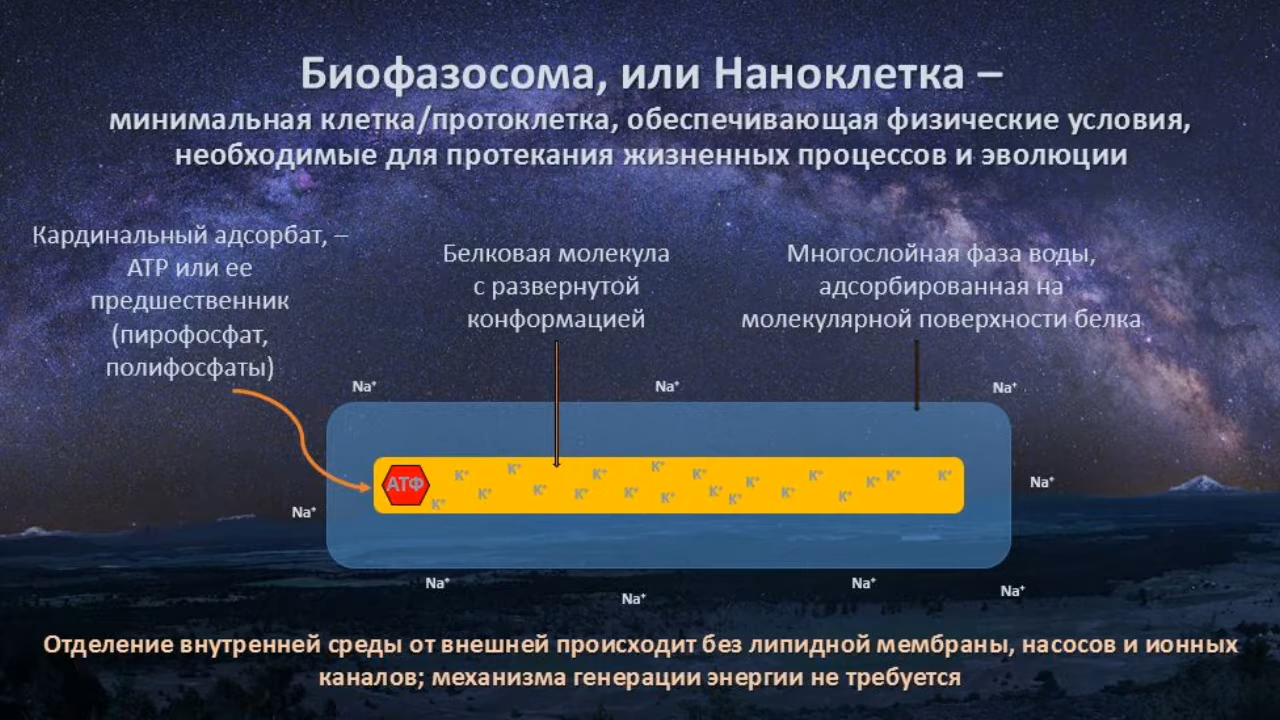 Биофазосома, или Наноклетка –
минимальная клетка/протоклетка, обеспечивающая физические условия,
необходимые для протекания жизненных процессов и эволюции
Кардинальный адсорбат, –
АТР или ее
предшественник
(пирофосфат,
полифосфаты)
Белковая молекула
с развернутой
конформацией
Многослойная фаза воды,
адсорбированная на
молекулярной поверхности белка
Na⁺ Na⁺ Na⁺
K⁺ K⁺ K⁺ K⁺ K⁺ K⁺ K⁺ K⁺ K⁺ K⁺
АТФ K⁺ K⁺ K⁺ K⁺ K⁺ K⁺ K⁺ K⁺ K⁺ K⁺ K⁺
Na⁺
Na⁺
Na⁺ Na⁺ Na⁺
Na⁺
Отделение внутренней среды от внешней происходит без липидной мембраны, насосов и ионных
каналов; механизма генерации энергии не требуется